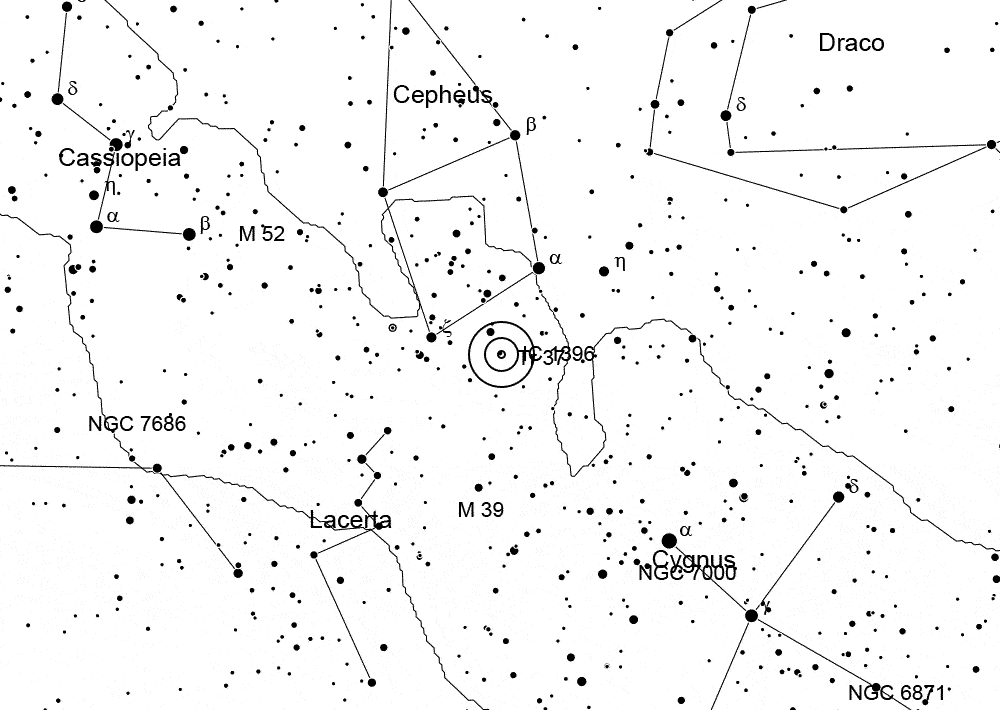 Draco
δ
Cepheus
δ
β
γ
Cassiopeia
η
α
β
M 52
α
η
ζ
IC 1396
NGC 7686
δ
M 39
Lacerta
α
Cygnus
NGC 7000
γ
NGC 6871